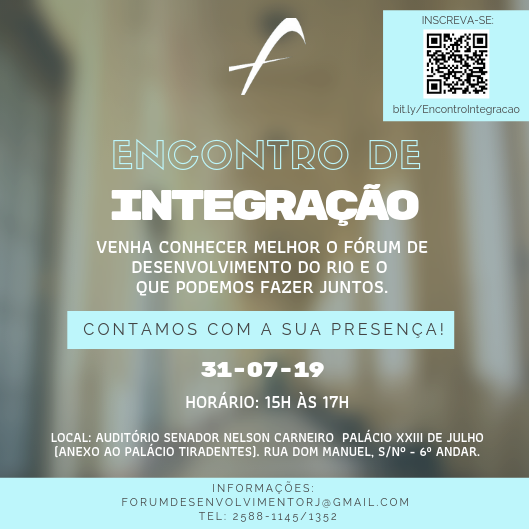 INSCREVA-SE:
bit.ly/EncontroIntegracao
ENCONTRO DE
INTEGRAÇÃO
VENHA CONHECER MELHOR O FÓRUM DE
DESENVOLVIMENTO DO RIO E O
QUE PODEMOS FAZER JUNTOS.
CONTAMOS COM A SUA PRESENÇA!
31-07-19
HORÁRIO: 15H ÀS 17H
LOCAL: AUDITÓRIO SENADOR NELSON CARNEIRO PALÁCIO XXIII DE JULHO
(ANEXO AO PALÁCIO TIRADENTES). RUA DOM MANUEL, S/Nº - 6º ANDAR.
INFORMAÇÕES:
FORUMDESENVOLVIMENTORJ@GMAIL.COM
TEL: 2588-1145/1352